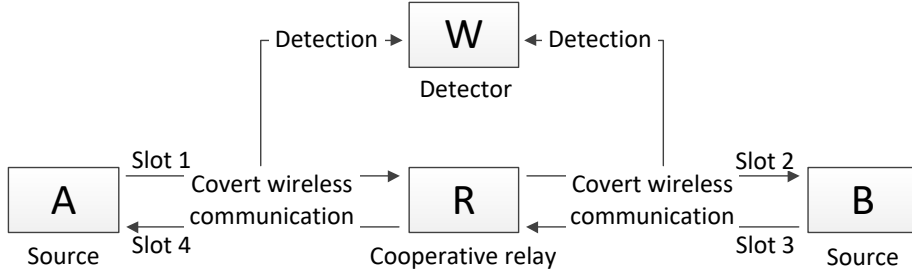 W
Detection
Detection
Detector
Slot 1
Slot 2
A
Covert wireless
communication
R
Covert wireless
communication
B
Slot 4
Slot 3
Source
Cooperative relay
Source